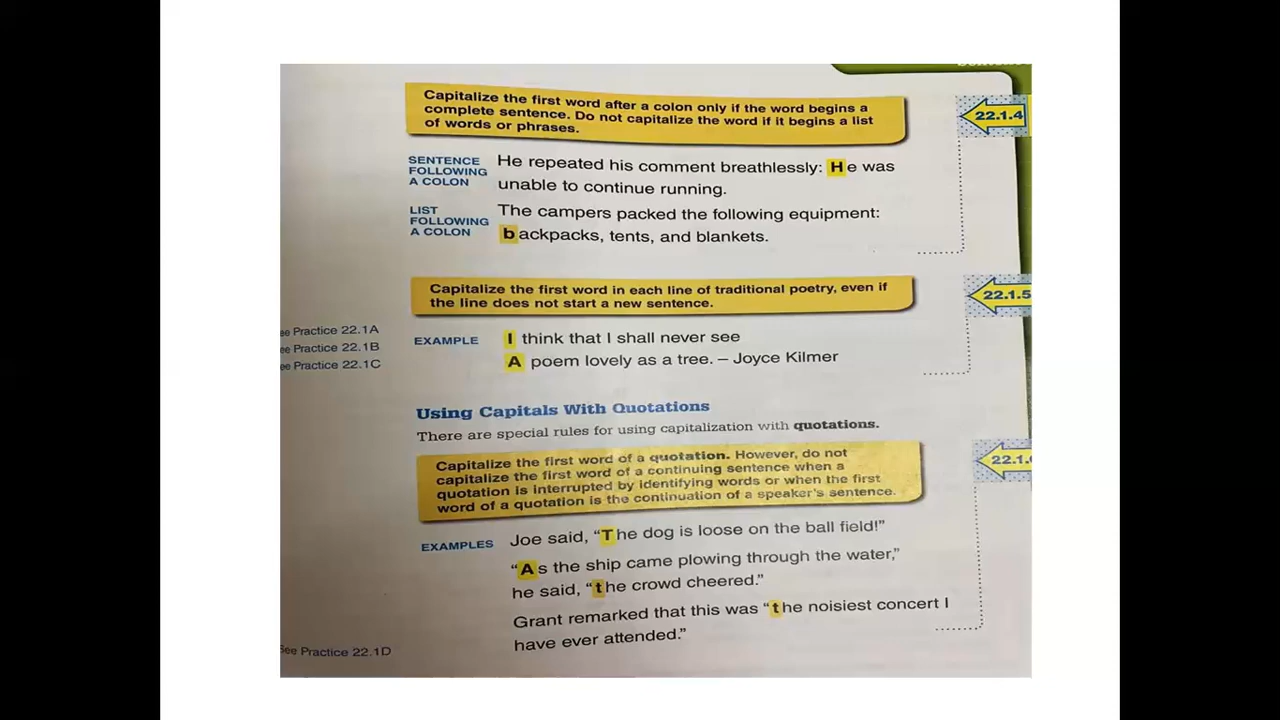 Capitalize the first word after a colon only if the word begins a
complete sentence. Do not capitalize the word if it begins a list
of words or phrases.
22.1.4
SENTENCE
FOLLOWING
A COLON
He repeated his comment breathlessly: He was
unable to continue running.
LIST
FOLLOWING
A COLON
The campers packed the following equipment:
backpacks, tents, and blankets.
Capitalize the first word in each line of traditional poetry, even if
the line does not start a new sentence.
22.1.5
ee Practice 22.1A
ee Practice 22.1B
ee Practice 22.1C
EXAMPLE
I think that I shall never see
A poem lovely as a tree. – Joyce Kilmer
Using Capitals With Quotations
There are special rules for using capitalization with quotations.
Capitalize the first word of a quotation. However, do not
capitalize the first word of a continuing sentence when a
quotation is interrupted by identifying words or when the first
word of a quotation is the continuation of a speaker's sentence.
22.1.
EXAMPLES
Joe said, “The dog is loose on the ball field!”
“As the ship came plowing through the water,”
he said, “the crowd cheered.”
Grant remarked that this was “the noisiest concert I
have ever attended.”
See Practice 22.1D